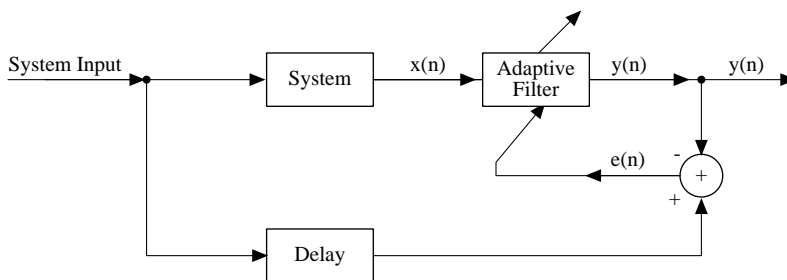 System Input
System
x(n)
Adaptive
Filter
y(n)
y(n)
-
e(n)
+
+
Delay